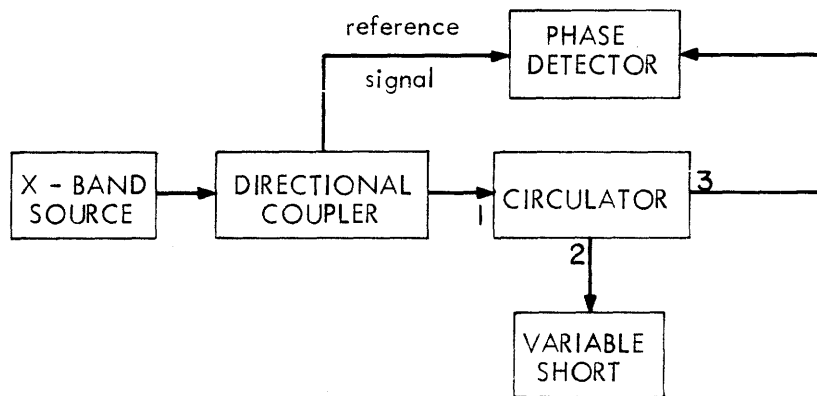 reference
signal
PHASE
DETECTOR
X - BAND
SOURCE
DIRECTIONAL
COUPLER
1
CIRCULATOR
3
2
VARIABLE
SHORT